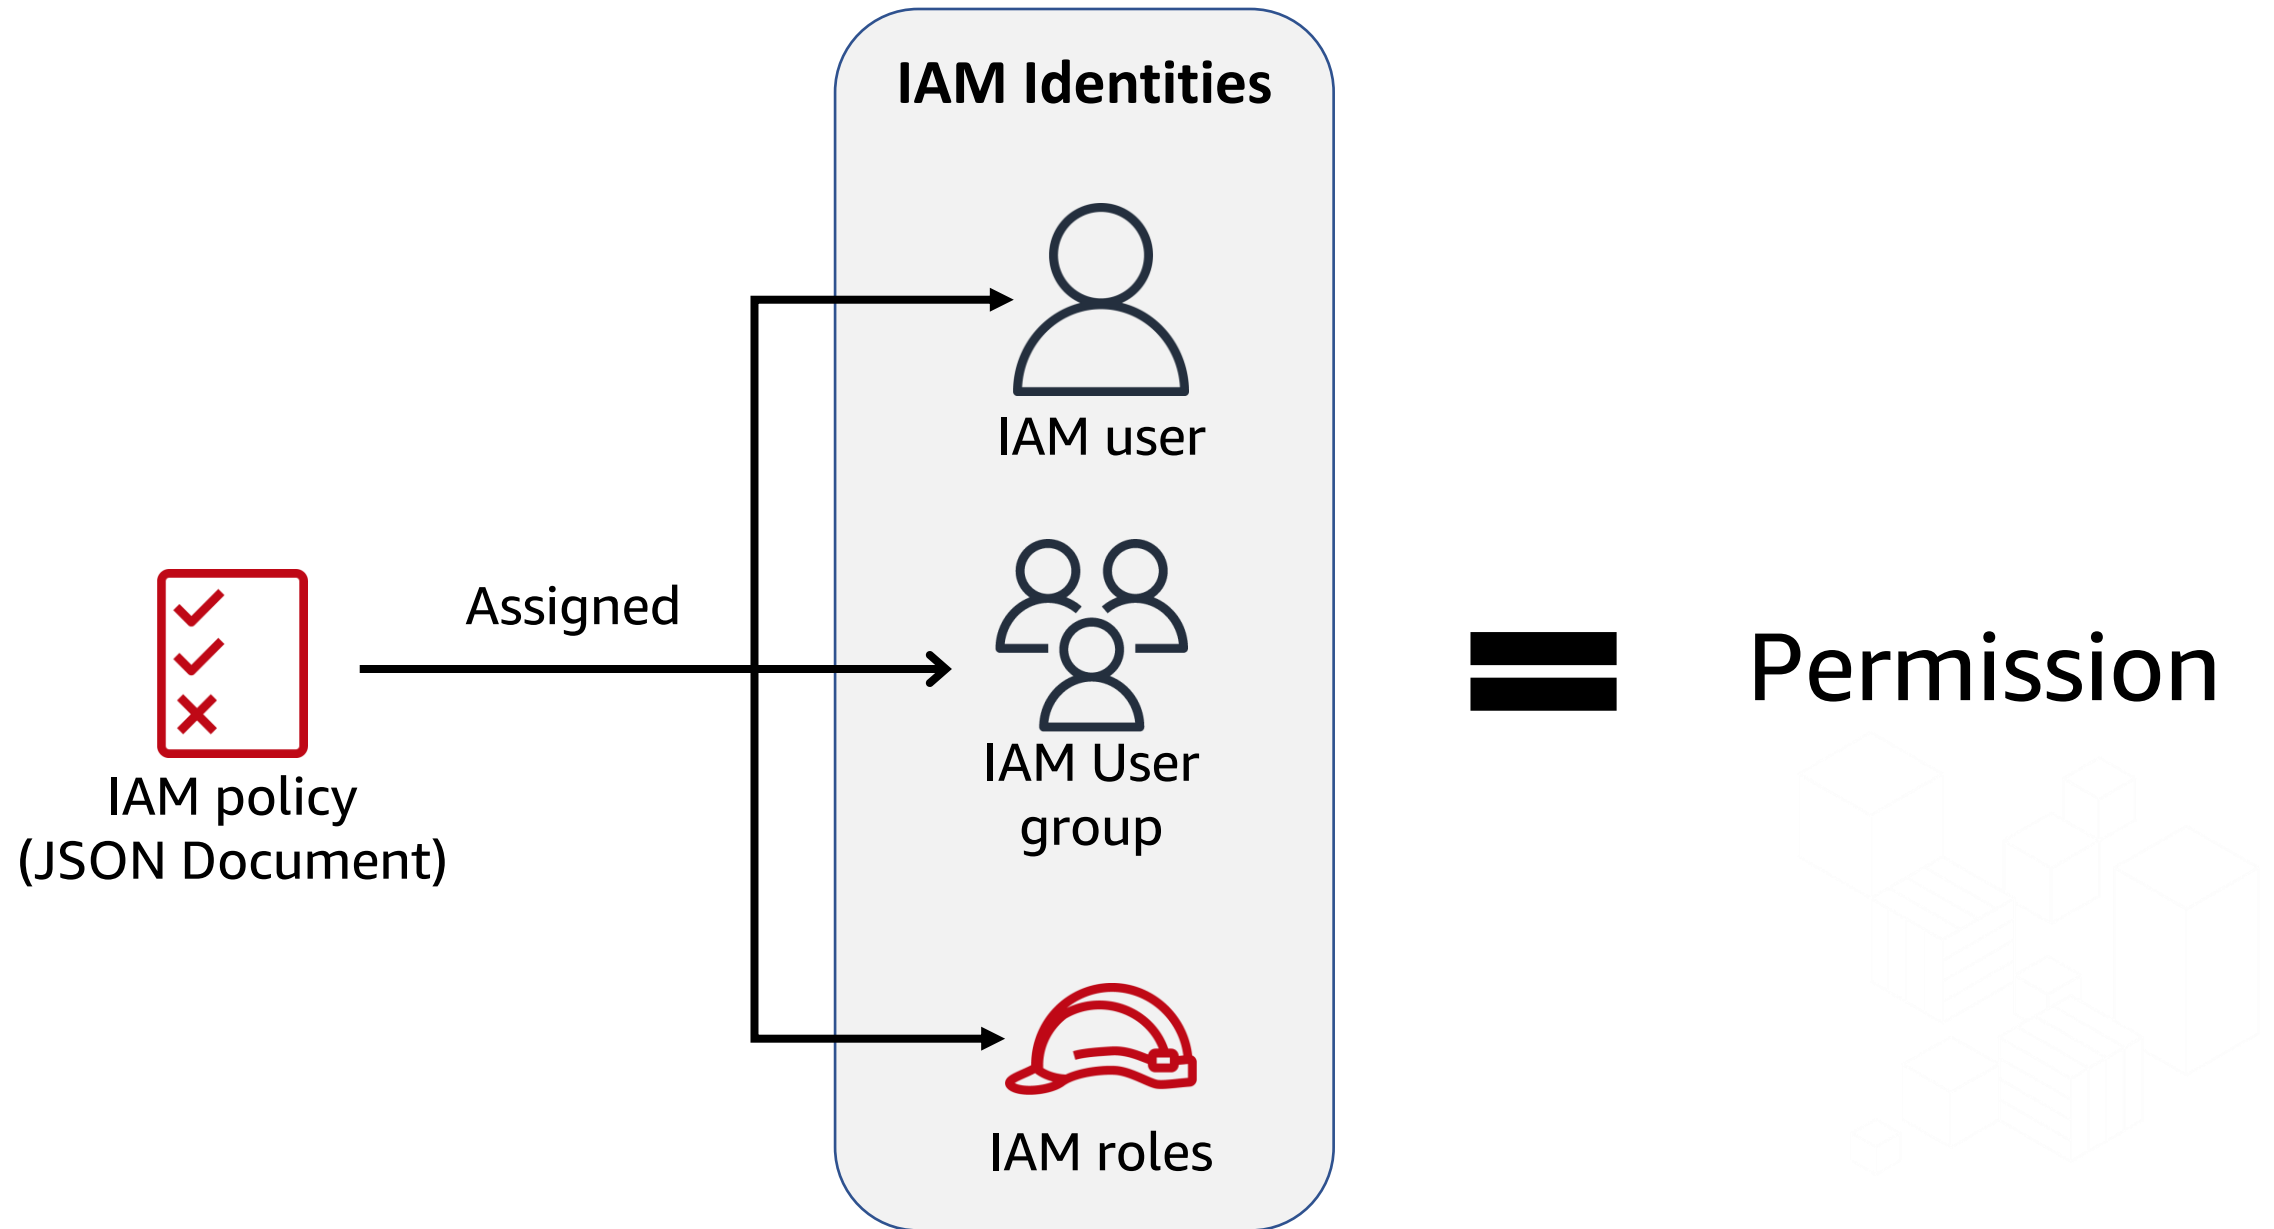 IAM Identities
IAM user
Assigned
IAM policy
(JSON Document)
IAM User
group
IAM roles
Permission